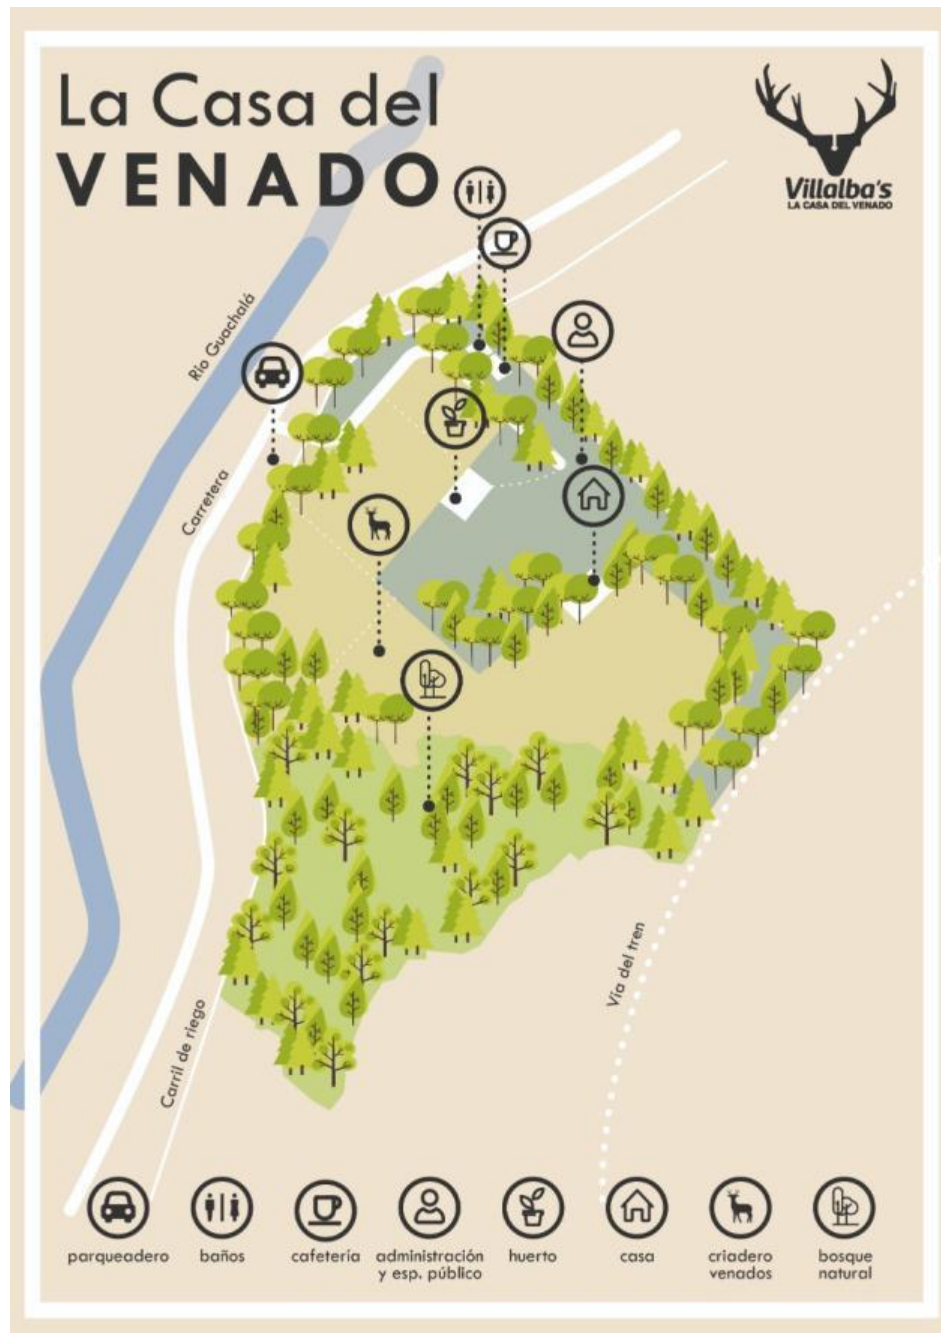 La Casa del
VENADO
Villalba's
LA CASA DEL VENADO
Río Guachalá
Carretera
Carril de riego
Vía del tren
parqueadero
baños
cafetería
administración
y esp. público
huerto
casa
criadero
venados
bosque
natural